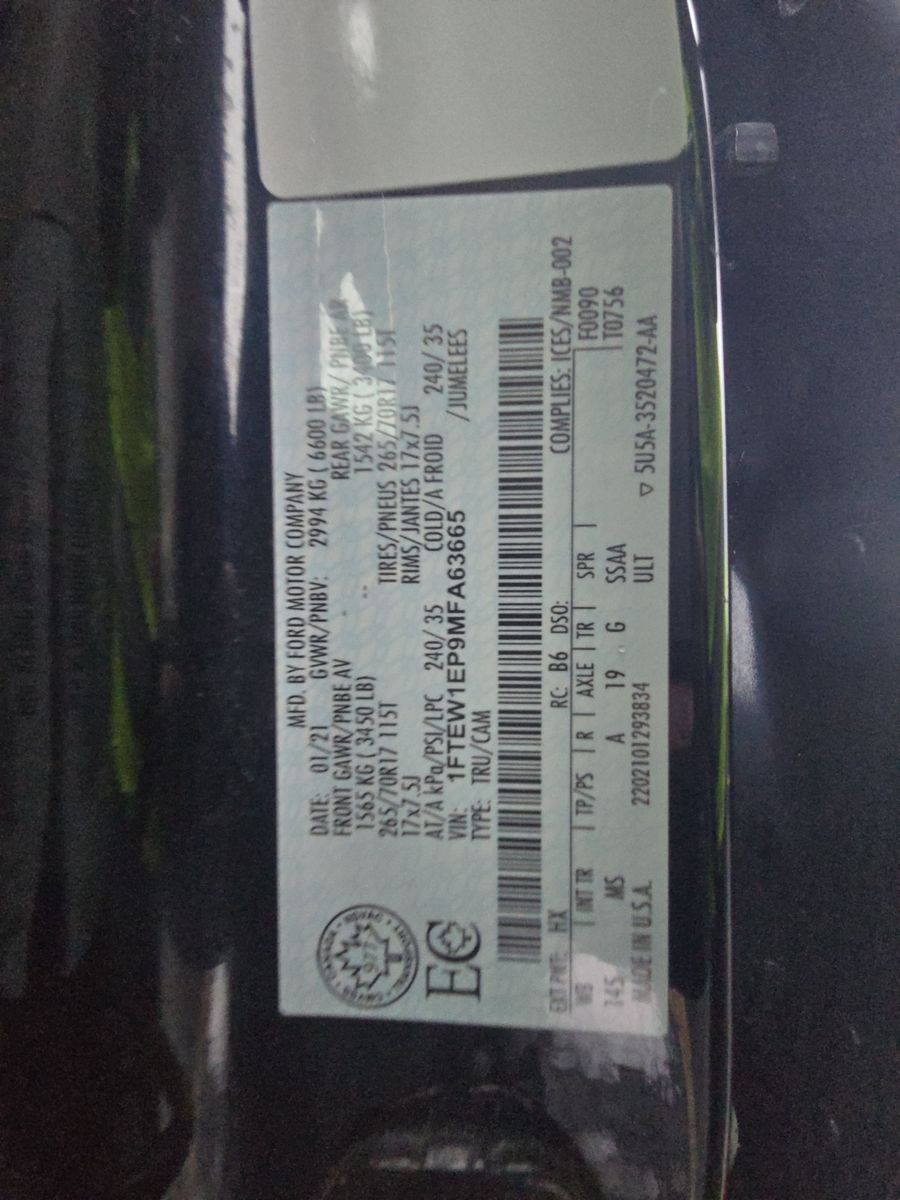 MFD. BY FORD MOTOR COMPANY
DATE: 01/21 GVWR/PNBV: 2994 KG ( 6600 LB)
FRONT GAWR/PNBE AV REAR GAWR/ PNBE AR
1565 KG ( 3450 LB) 1542 KG ( 3400 LB)
265/70R17 115T TIRES/PNEUS 265/70R17 115T
17x7.5J RIMS/JANTES 17x7.5J
AT/A kPa/PSI/LPC 240/ 35 COLD/A FROID 240/ 35
VIN: 1FTEW1EP9MFA63665 /JUMELEES
TYPE: TRU/CAM
EC
977
EXT PNT: HX RC: B6 DSO: COMPLIES: ICES/NMB-002
WB | INT TR | TP/PS | R | AXLE | TR | SPR | F0090
145 MS A 19 G SSAA T0756
MADE IN U.S.A. 2202101293834 ULT ▽ 5U5A-3520472-AA